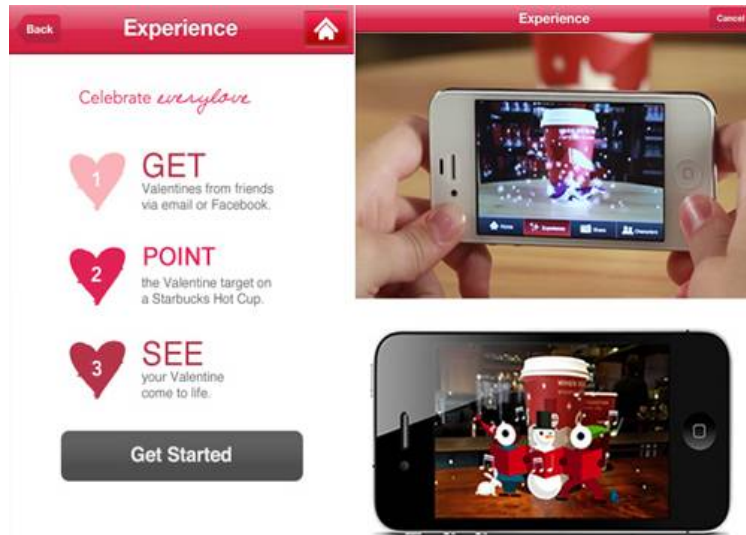 Back
Experience
Celebrate everylove
1
GET
Valentines from friends
via email or Facebook.
2
POINT
the Valentine target on
a Starbucks Hot Cup.
3
SEE
your Valentine
come to life.
Get Started
Experience
Cancel
Home
Experience
Share
Characters